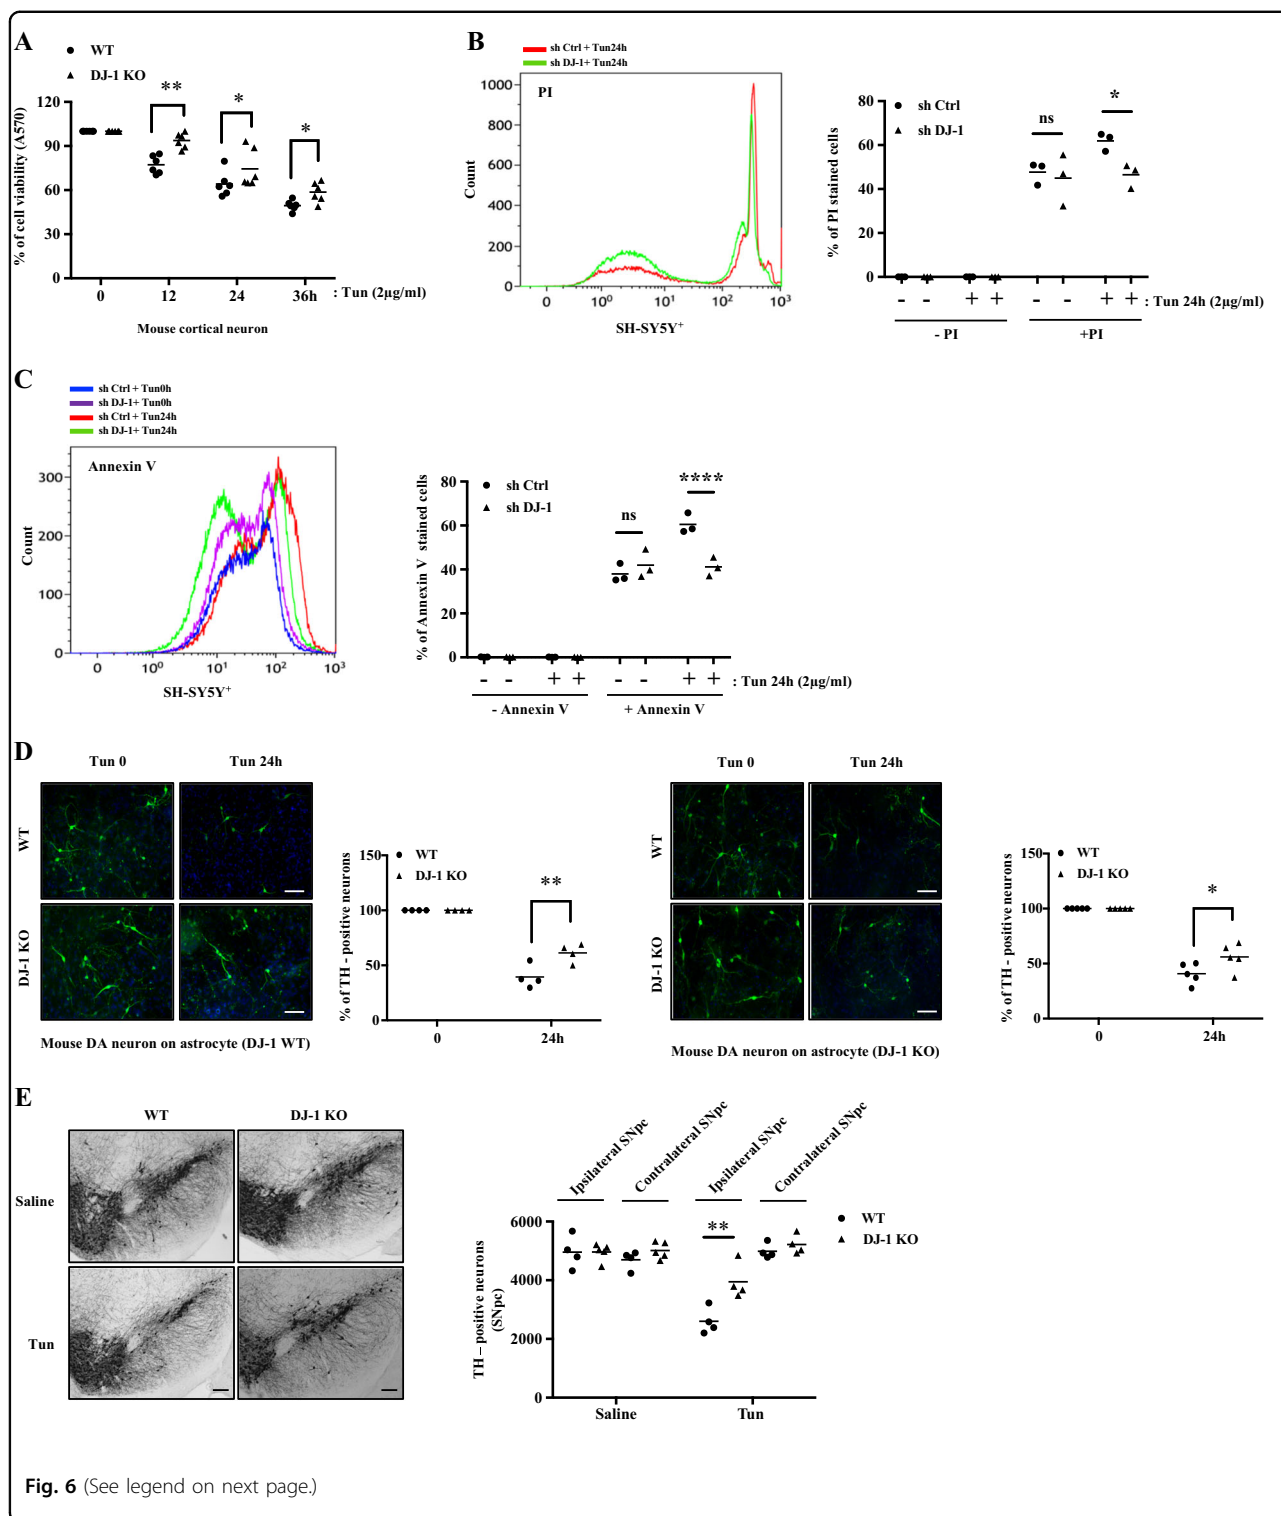 A
WT
DJ-1 KO
% of cell viability (A570)
120
90
60
30
0
**
*
*
0 12 24 36h : Tun (2µg/ml)
Mouse cortical neuron
B
sh Ctrl + Tun24h
sh DJ-1+ Tun24h
PI
Count
1000
800
600
400
200
0
0 10⁰ 10¹ 10² 10³
SH-SY5Y⁺
sh Ctrl
sh DJ-1
% of PI stained cells
80
60
40
20
0
ns
*
- - + + - - + + : Tun 24h (2µg/ml)
- PI +PI
C
sh Ctrl + Tun0h
sh DJ-1+ Tun0h
sh Ctrl + Tun24h
sh DJ-1+ Tun24h
Annexin V
Count
300
200
100
0
0 10⁰ 10¹ 10² 10³
SH-SY5Y⁺
sh Ctrl
sh DJ-1
% of Annexin V stained cells
80
60
40
20
0
ns
****
- - + + - - + + : Tun 24h (2µg/ml)
- Annexin V + Annexin V
D
Tun 0 Tun 24h
WT
DJ-1 KO
Mouse DA neuron on astrocyte (DJ-1 WT)
WT
DJ-1 KO
% of TH - positive neurons
150
100
50
0
**
0 24h
Tun 0 Tun 24h
WT
DJ-1 KO
Mouse DA neuron on astrocyte (DJ-1 KO)
WT
DJ-1 KO
% of TH - positive neurons
150
100
50
0
*
0 24h
E
WT DJ-1 KO
Saline
Tun
Ipsilateral SNpc
Contralateral SNpc
Ipsilateral SNpc
Contralateral SNpc
WT
DJ-1 KO
TH – positive neurons
(SNpc)
6000
4000
2000
0
**
Saline Tun
Fig. 6 (See legend on next page.)